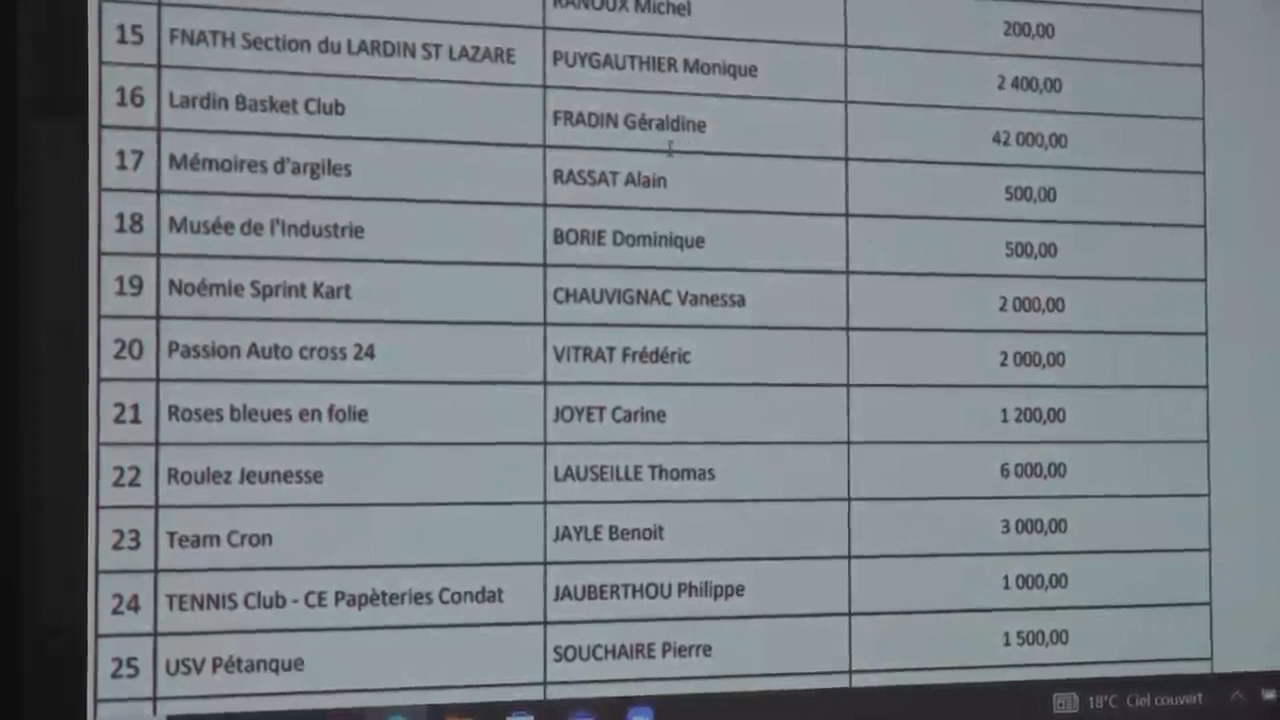 RANOUX Michel 200,00
15 FNATH Section du LARDIN ST LAZARE PUYGAUTHIER Monique 2 400,00
16 Lardin Basket Club FRADIN Géraldine 42 000,00
17 Mémoires d'argiles RASSAT Alain 500,00
18 Musée de l'Industrie BORIE Dominique 500,00
19 Noémie Sprint Kart CHAUVIGNAC Vanessa 2 000,00
20 Passion Auto cross 24 VITRAT Frédéric 2 000,00
21 Roses bleues en folie JOYET Carine 1 200,00
22 Roulez Jeunesse LAUSEILLE Thomas 6 000,00
23 Team Cron JAYLE Benoit 3 000,00
24 TENNIS Club - CE Papèteries Condat JAUBERTHOU Philippe 1 000,00
25 USV Pétanque SOUCHAIRE Pierre 1 500,00
18°C Ciel couvert